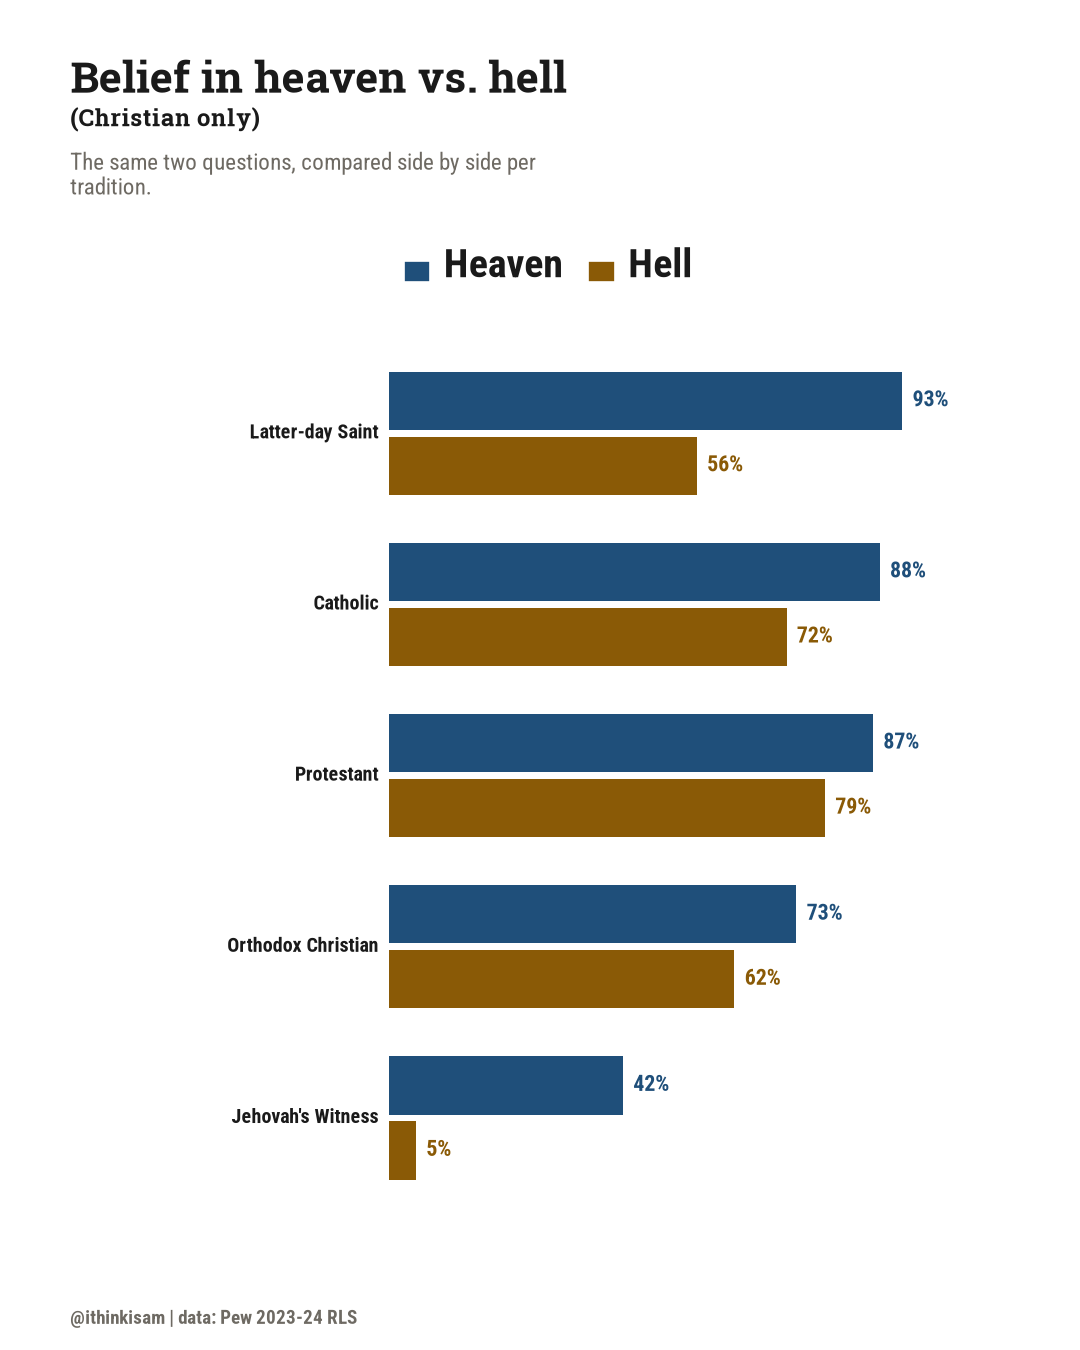 Belief in heaven vs. hell
(Christian only)
The same two questions, compared side by side per
tradition.
Heaven Hell
Latter-day Saint
93%
56%
Catholic
88%
72%
Protestant
87%
79%
Orthodox Christian
73%
62%
Jehovah's Witness
42%
5%
@ithinkisam | data: Pew 2023-24 RLS